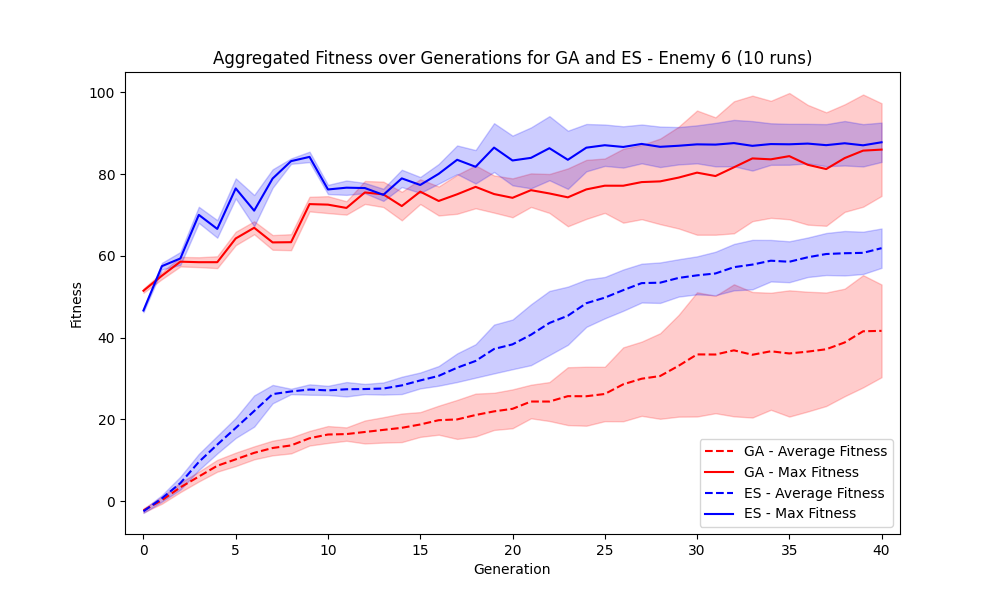 Aggregated Fitness over Generations for GA and ES - Enemy 6 (10 runs)
100
80
60
40
20
0
Fitness
0 5 10 15 20 25 30 35 40
Generation
GA - Average Fitness
GA - Max Fitness
ES - Average Fitness
ES - Max Fitness